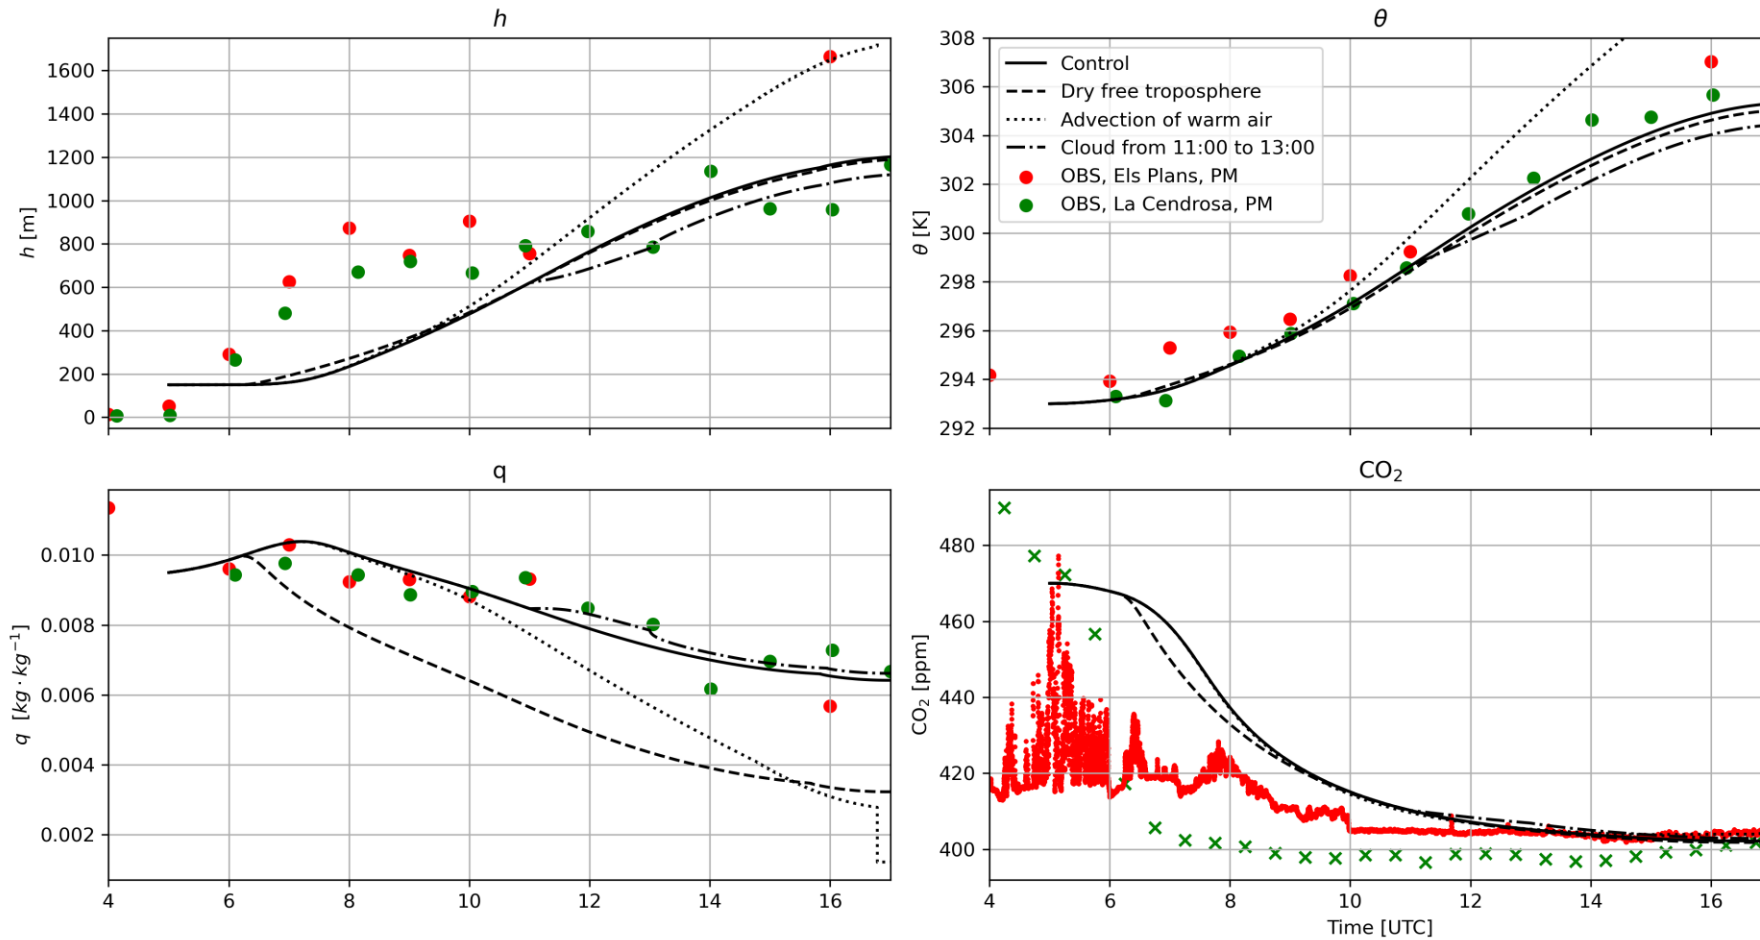 h
h [m]
1600
1400
1200
1000
800
600
400
200
0
θ
θ [K]
308
306
304
302
300
298
296
294
292
Control
Dry free troposphere
Advection of warm air
Cloud from 11:00 to 13:00
OBS, Els Plans, PM
OBS, La Cendrosa, PM
q
q [kg · kg⁻¹]
0.010
0.008
0.006
0.004
0.002
4 6 8 10 12 14 16
CO₂
CO₂ [ppm]
480
460
440
420
400
4 6 8 10 12 14 16
Time [UTC]